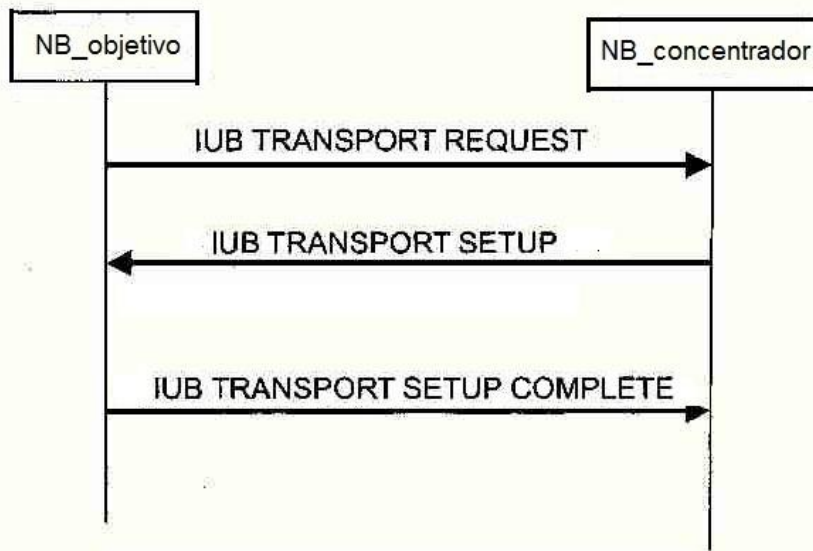 NB_objetivo
NB_concentrador
IUB TRANSPORT REQUEST
IUB TRANSPORT SETUP
IUB TRANSPORT SETUP COMPLETE